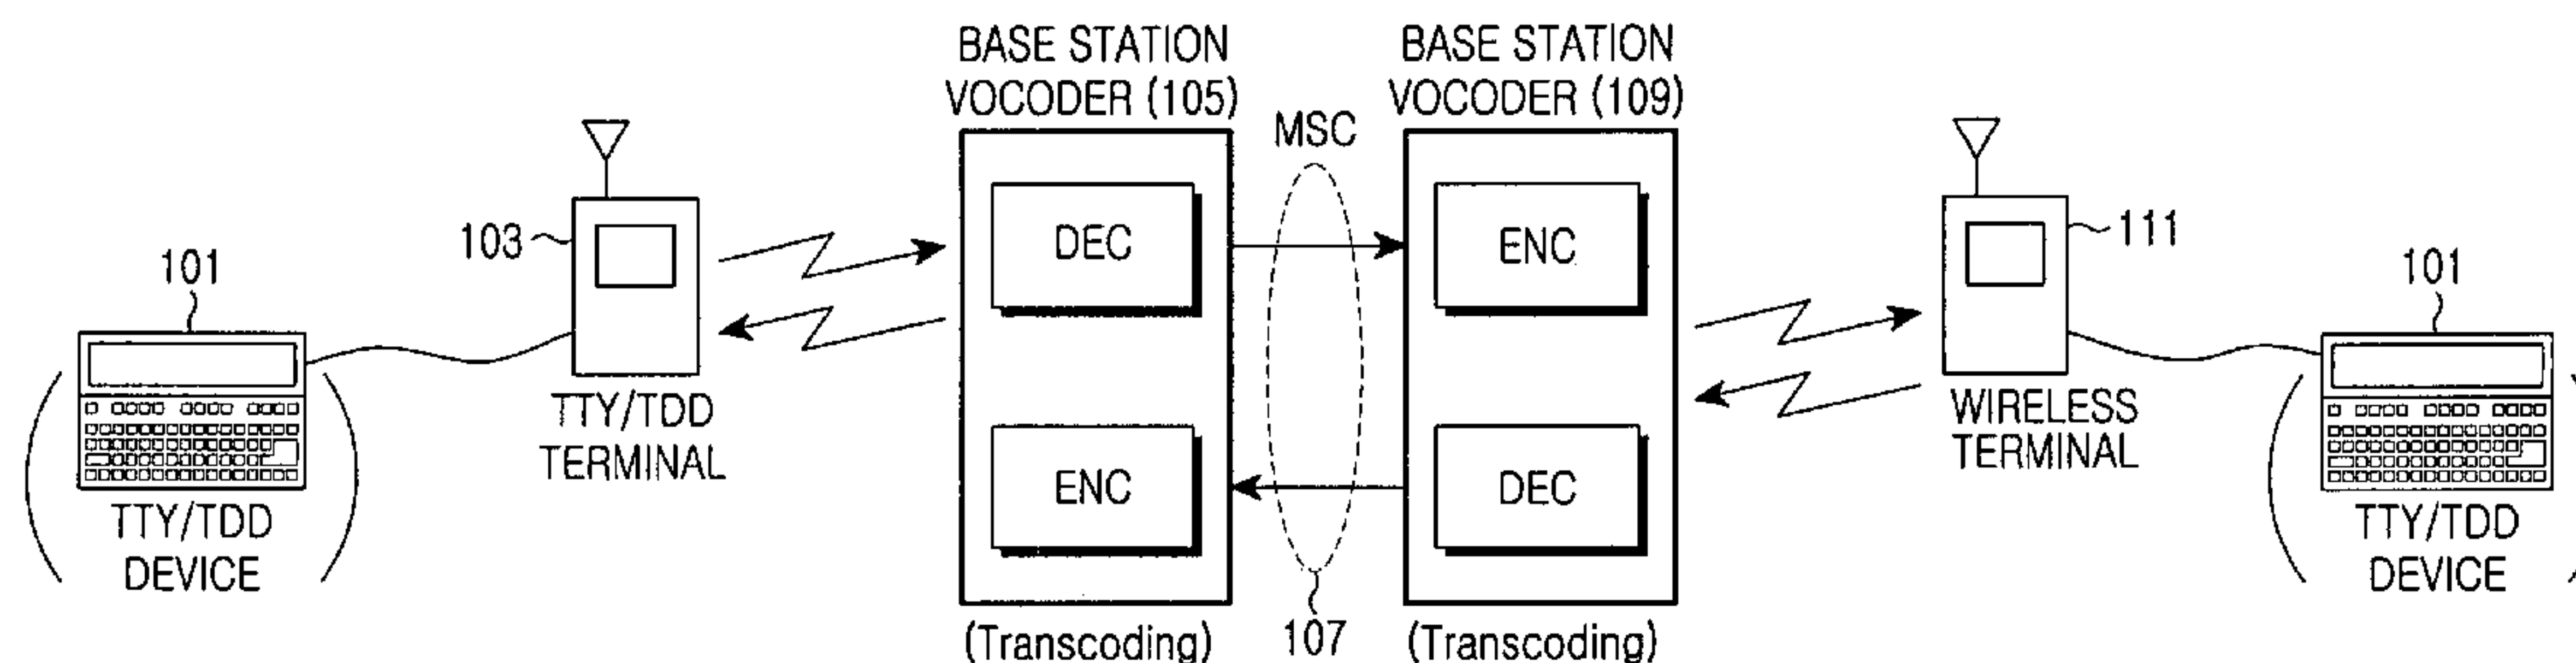 BASE STATION
VOCODER (105)
BASE STATION
VOCODER (109)
MSC
103
111
101
101
DEC
ENC
TTY/TDD
TERMINAL
WIRELESS
TERMINAL
ENC
DEC
TTY/TDD
DEVICE
TTY/TDD
DEVICE
(Transcoding)
107
(Transcoding)